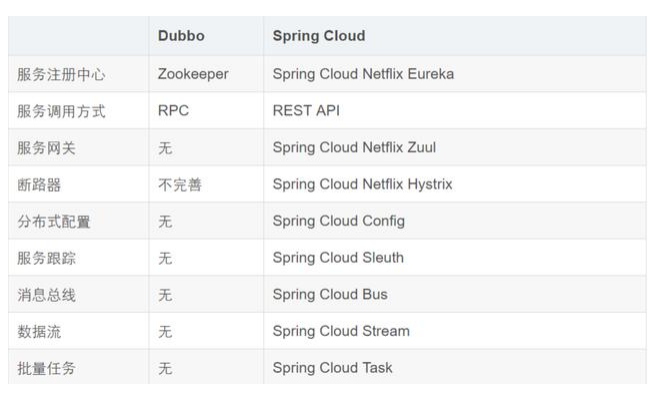 Dubbo Spring Cloud
服务注册中心 Zookeeper Spring Cloud Netflix Eureka
服务调用方式 RPC REST API
服务网关 无 Spring Cloud Netflix Zuul
断路器 不完善 Spring Cloud Netflix Hystrix
分布式配置 无 Spring Cloud Config
服务跟踪 无 Spring Cloud Sleuth
消息总线 无 Spring Cloud Bus
数据流 无 Spring Cloud Stream
批量任务 无 Spring Cloud Task